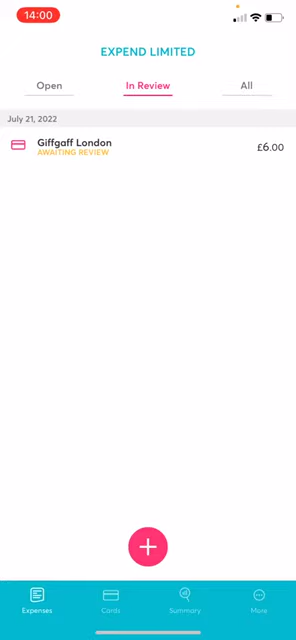 14:00
EXPEND LIMITED
Open In Review All
July 21, 2022
Giffgaff London
£6.00
AWAITING REVIEW
Expenses Cards Summary More